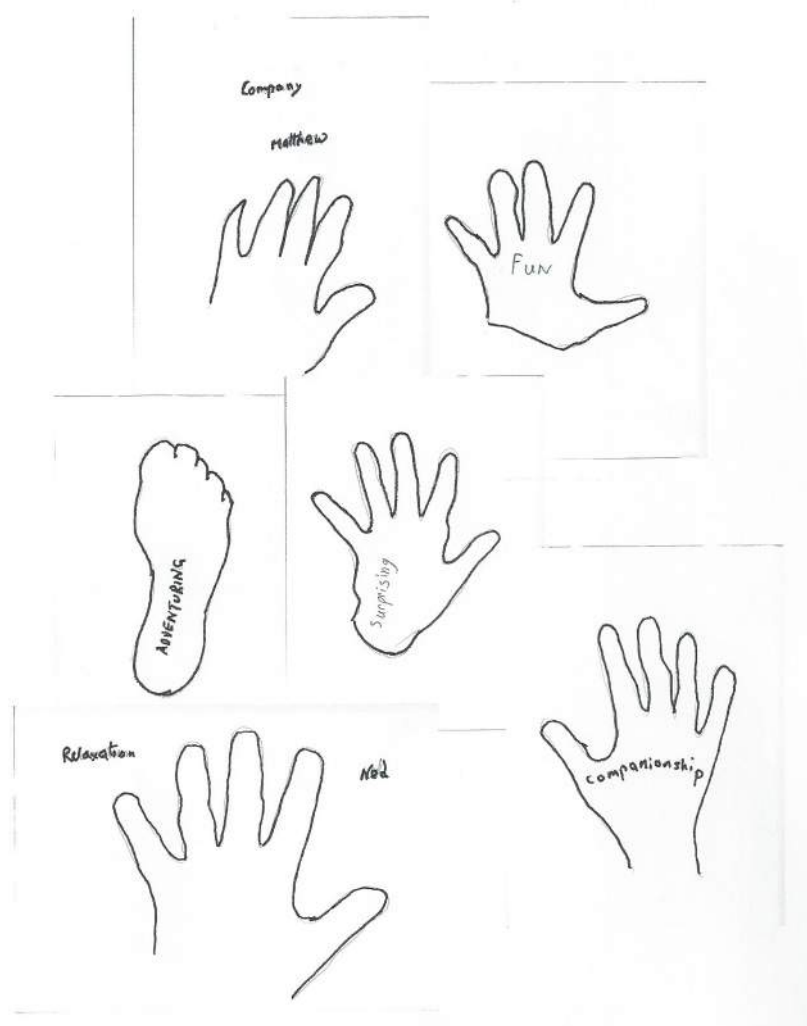 Company
Matthew
Fun
ADVENTURING
Surprising
Relaxation
Ned
companionship